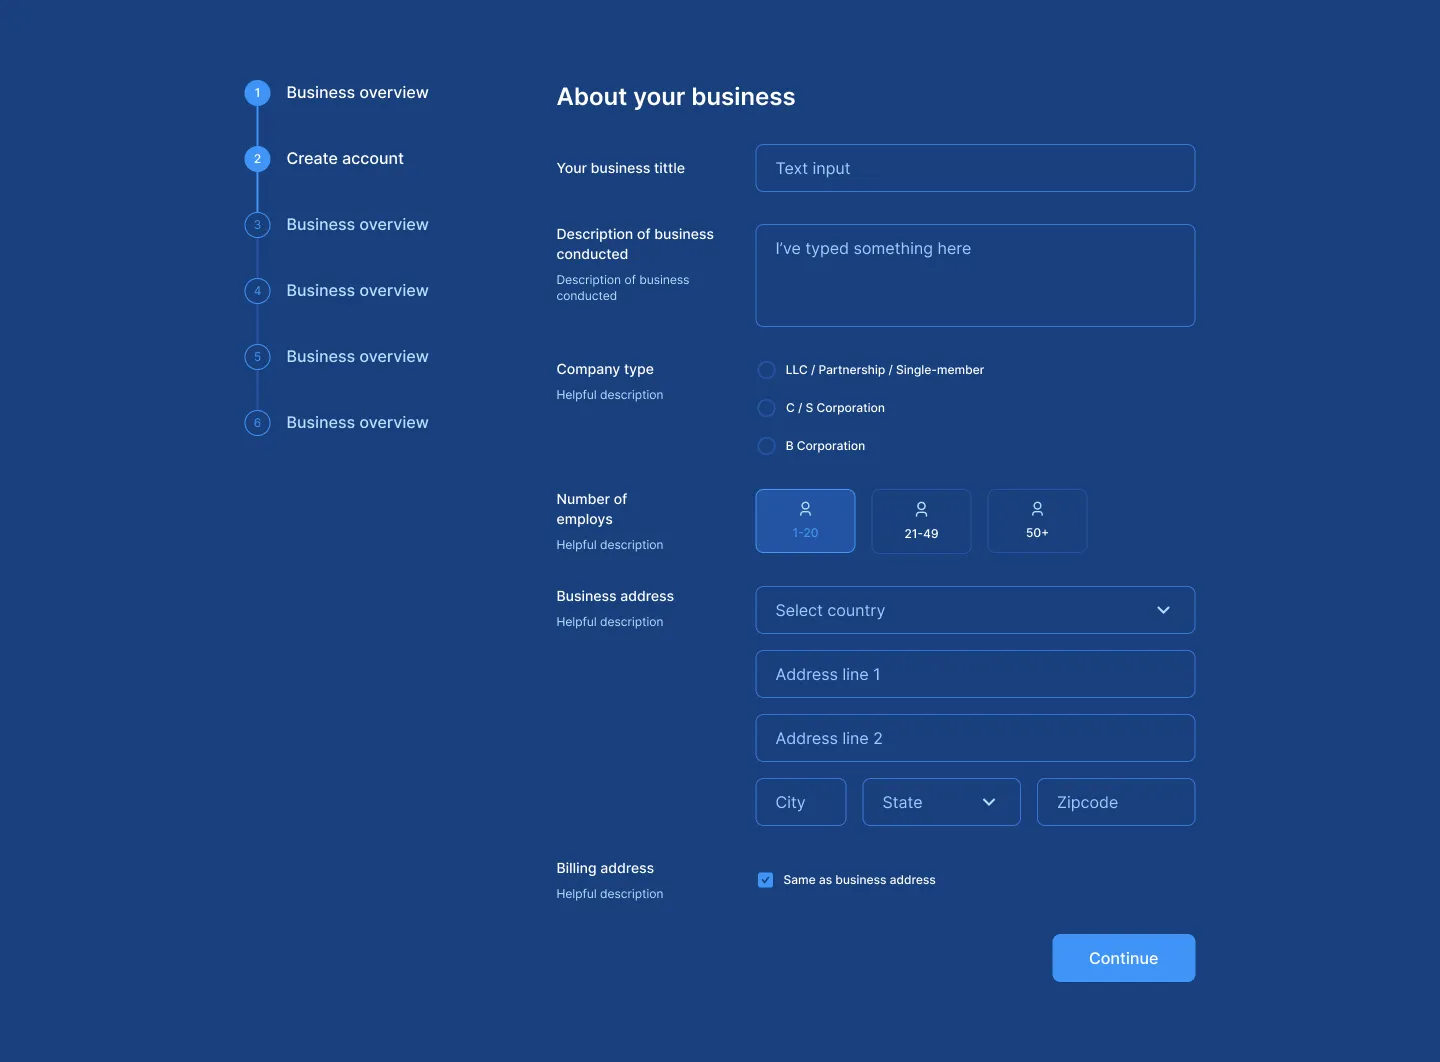 1 Business overview
2 Create account
3 Business overview
4 Business overview
5 Business overview
6 Business overview
About your business
Your business tittle
Text input
Description of business
conducted
Description of business
conducted
I've typed something here
Company type
Helpful description
LLC / Partnership / Single-member
C / S Corporation
B Corporation
Number of
employs
Helpful description
1-20
21-49
50+
Business address
Helpful description
Select country
Address line 1
Address line 2
City
State
Zipcode
Billing address
Helpful description
Same as business address
Continue